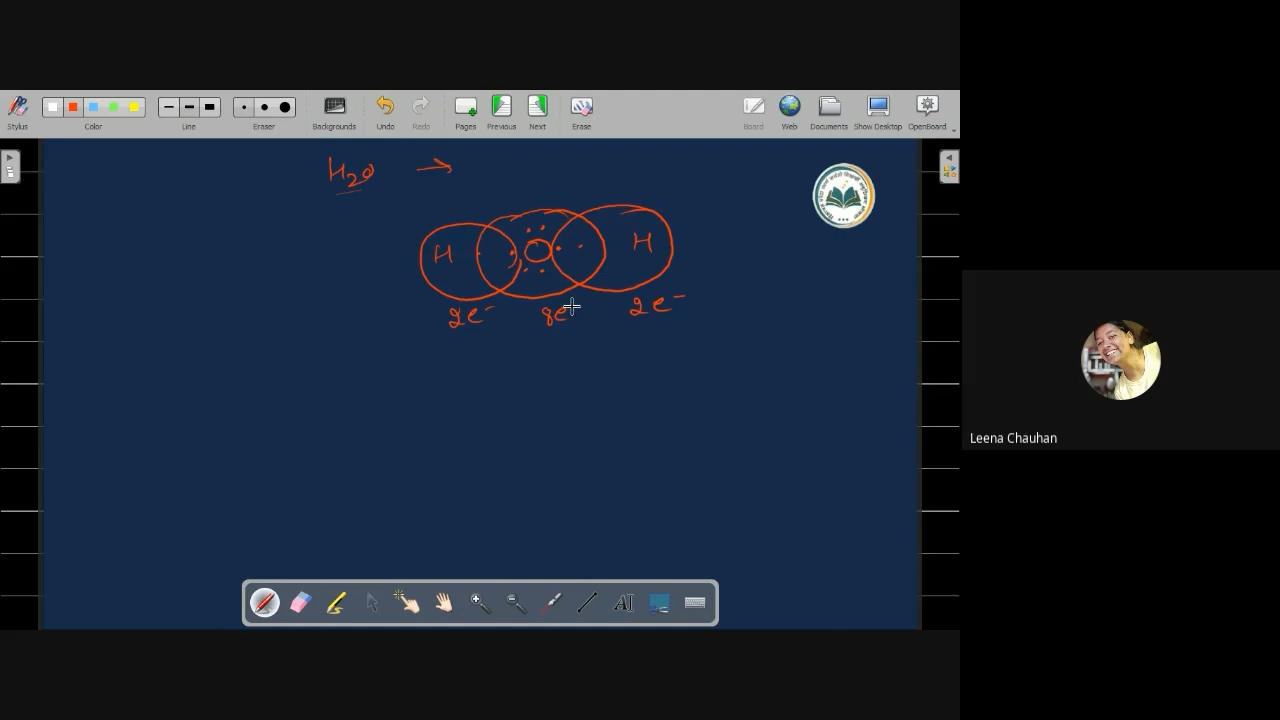 Stylus Color Line Eraser Backgrounds Undo Redo Pages Previous Next Erase Board Web Documents Show Desktop OpenBoard
H₂O →
H O H
2e⁻ 8e⁻ 2e⁻
Leena Chauhan
AI